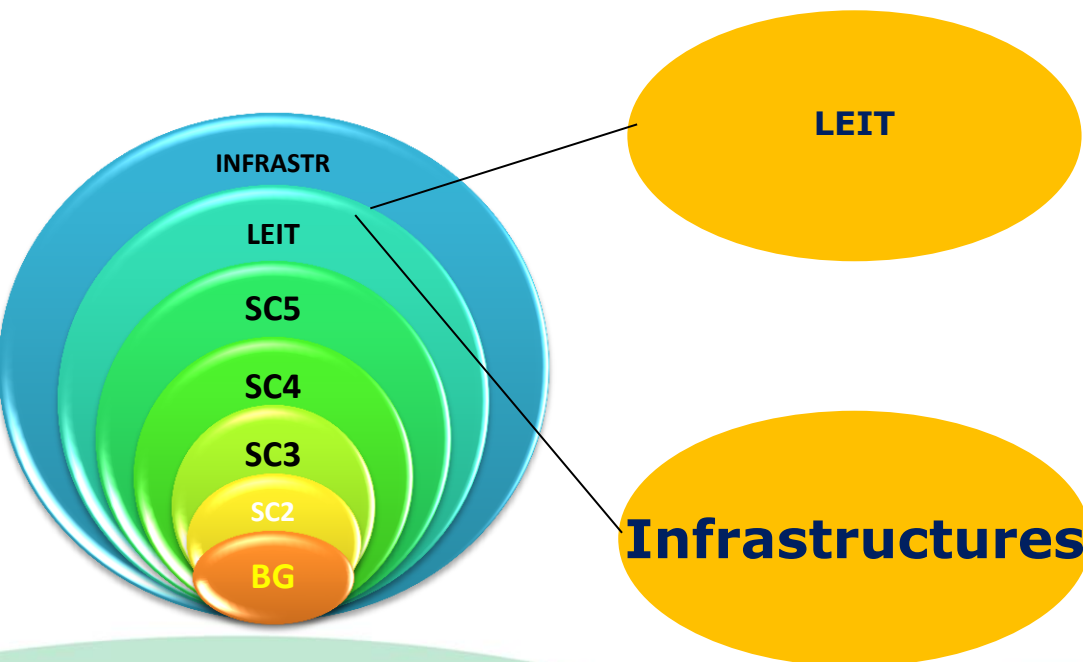 INFRASTR
LEIT
SC5
SC4
SC3
SC2
BG
LEIT
Infrastructures